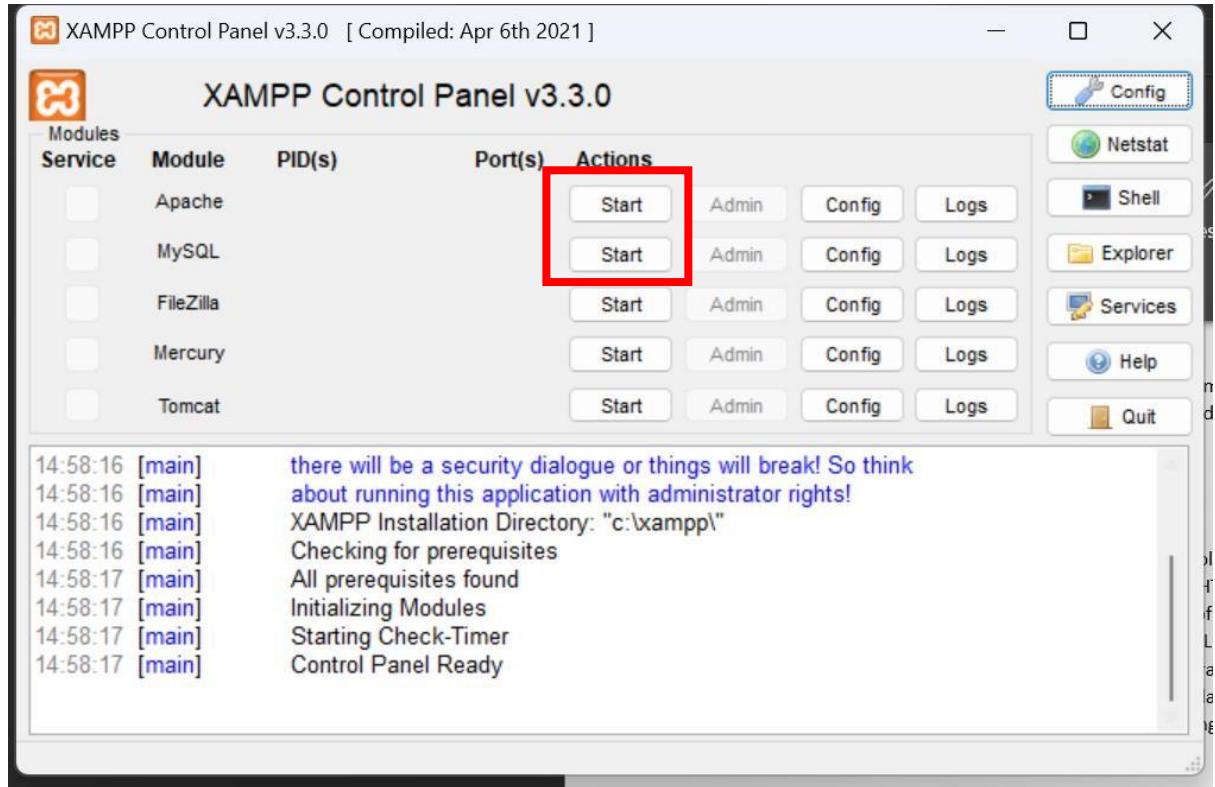 XAMPP Control Panel v3.3.0 [ Compiled: Apr 6th 2021 ]
XAMPP Control Panel v3.3.0
Config
Modules
Service Module PID(s) Port(s) Actions
Netstat
Apache Start Admin Config Logs
Shell
MySQL Start Admin Config Logs
Explorer
FileZilla Start Admin Config Logs
Services
Mercury Start Admin Config Logs
Help
Tomcat Start Admin Config Logs
Quit
14:58:16 [main] there will be a security dialogue or things will break! So think
14:58:16 [main] about running this application with administrator rights!
14:58:16 [main] XAMPP Installation Directory: "c:\xampp\"
14:58:16 [main] Checking for prerequisites
14:58:17 [main] All prerequisites found
14:58:17 [main] Initializing Modules
14:58:17 [main] Starting Check-Timer
14:58:17 [main] Control Panel Ready